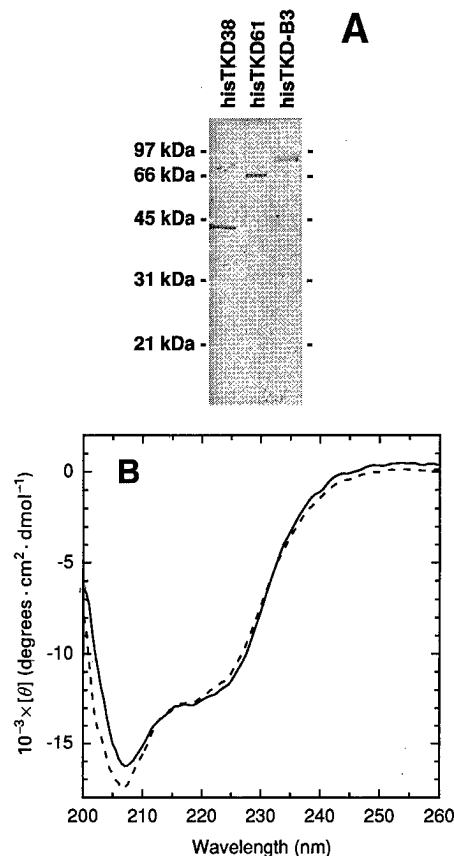 A
hisTKD38
hisTKD61
hisTKD-B3
97 kDa -
66 kDa -
45 kDa -
31 kDa -
21 kDa -
B
10⁻³ × [θ] (degrees · cm² · dmol⁻¹)
0
-5
-10
-15
200 210 220 230 240 250 260
Wavelength (nm)